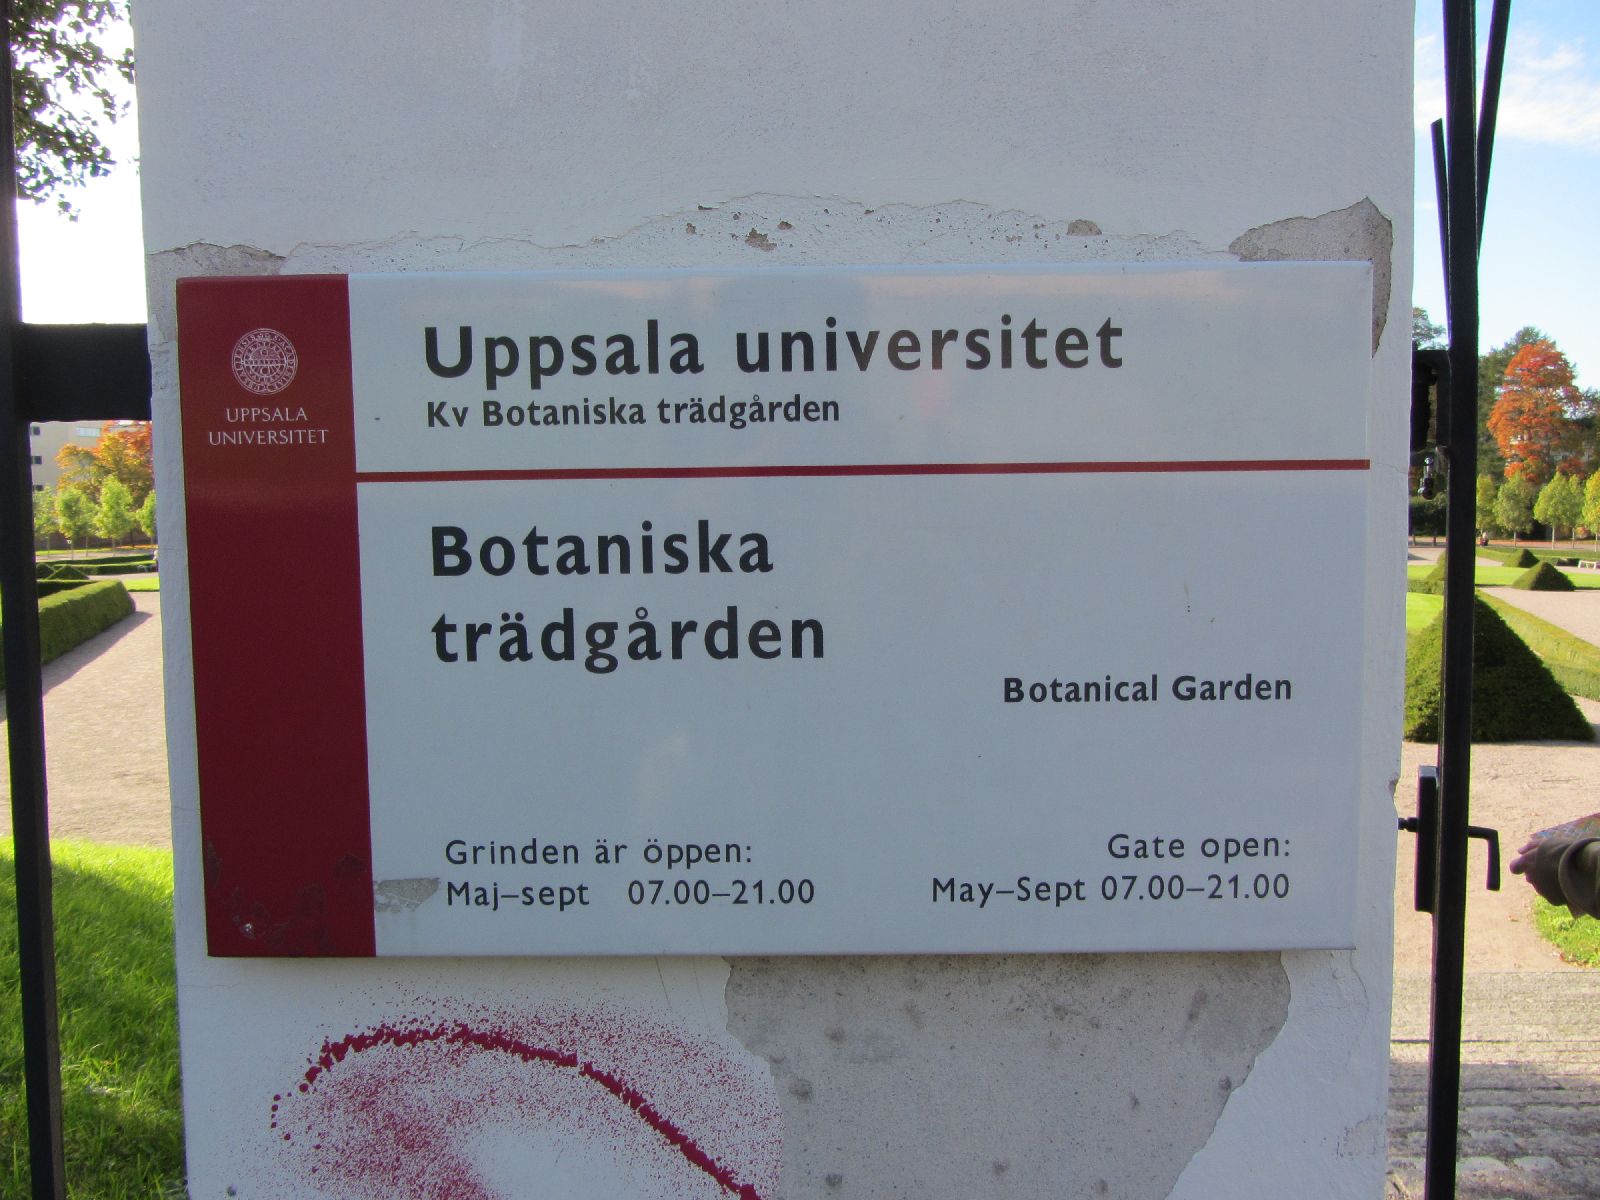 UPPSALA
UNIVERSITET
Uppsala universitet
Kv Botaniska trädgården
Botaniska
trädgården
Botanical Garden
Grinden är öppen:
Maj–sept 07.00–21.00
Gate open:
May–Sept 07.00–21.00